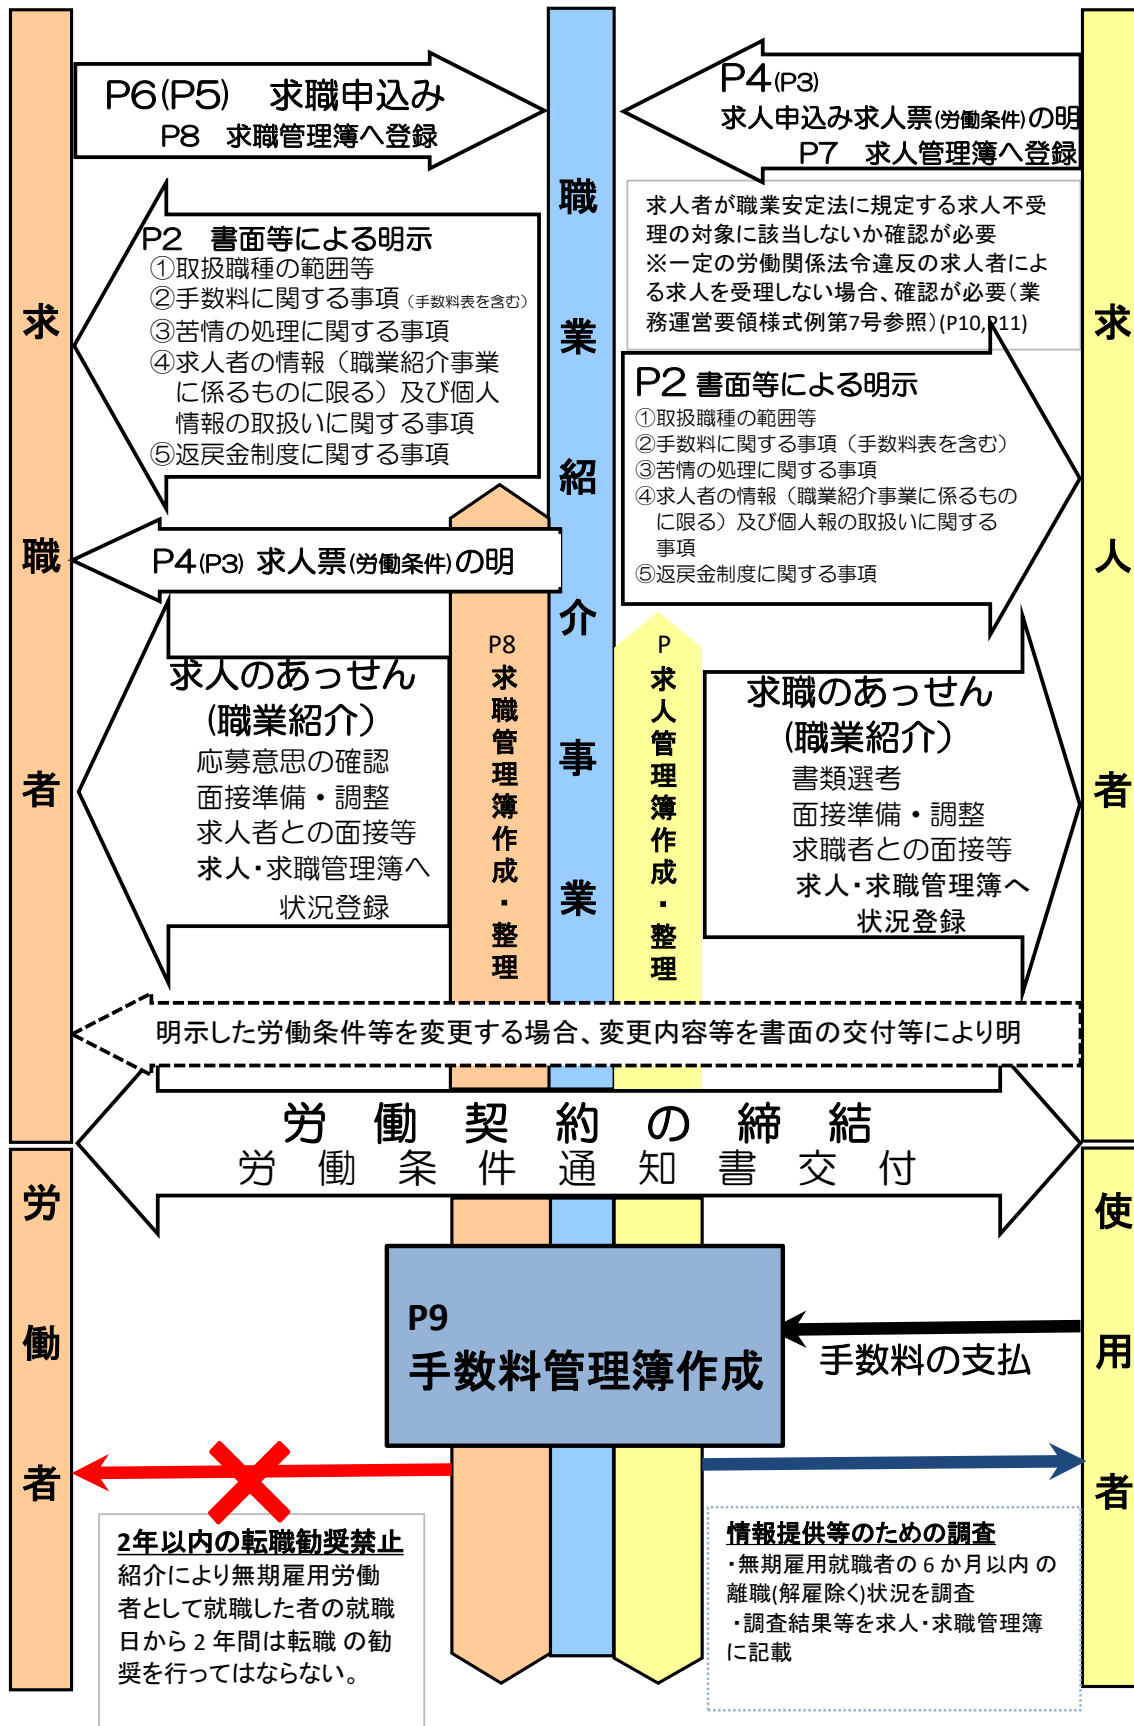 P6(P5)　求職申込み
P8　求職管理簿へ登録
P4(P3)
求人申込み求人票(労働条件)の明
P7　求人管理簿へ登録
求人者が職業安定法に規定する求人不受
理の対象に該当しないか確認が必要
※一定の労働関係法令違反の求人者によ
る求人を受理しない場合、確認が必要(業
務運営要領様式例第7号参照)(P10,P11)
P2　書面等による明示
①取扱職種の範囲等
②手数料に関する事項（手数料表を含む）
③苦情の処理に関する事項
④求人者の情報（職業紹介事業
に係るものに限る）及び個人
情報の取扱いに関する事項
⑤返戻金制度に関する事項
P2 書面等による明示
①取扱職種の範囲等
②手数料に関する事項（手数料表を含む）
③苦情の処理に関する事項
④求人者の情報（職業紹介事業に係るもの
に限る）及び個人報の取扱いに関する
事項
⑤返戻金制度に関する事項
P4(P3) 求人票(労働条件)の明
求人のあっせん
(職業紹介）
応募意思の確認
面接準備・調整
求人者との面接等
求人・求職管理簿へ
状況登録
P8
求職管理簿作成・整理
職業紹介事業
P
求人管理簿作成・整理
求職のあっせん
(職業紹介）
書類選考
面接準備・調整
求職者との面接等
求人・求職管理簿へ
状況登録
求職者
求人者
明示した労働条件等を変更する場合、変更内容等を書面の交付等により明
労働契約の締結
労働条件通知書交付
労働者
使用者
P9
手数料管理簿作成
手数料の支払
2年以内の転職勧奨禁止
紹介により無期雇用労働
者として就職した者の就職
日から２年間は転職 の勧
奨を行ってはならない。
情報提供等のための調査
・無期雇用就職者の６か月以内 の
離職(解雇除く)状況を調査
・調査結果等を求人・求職管理簿
に記載